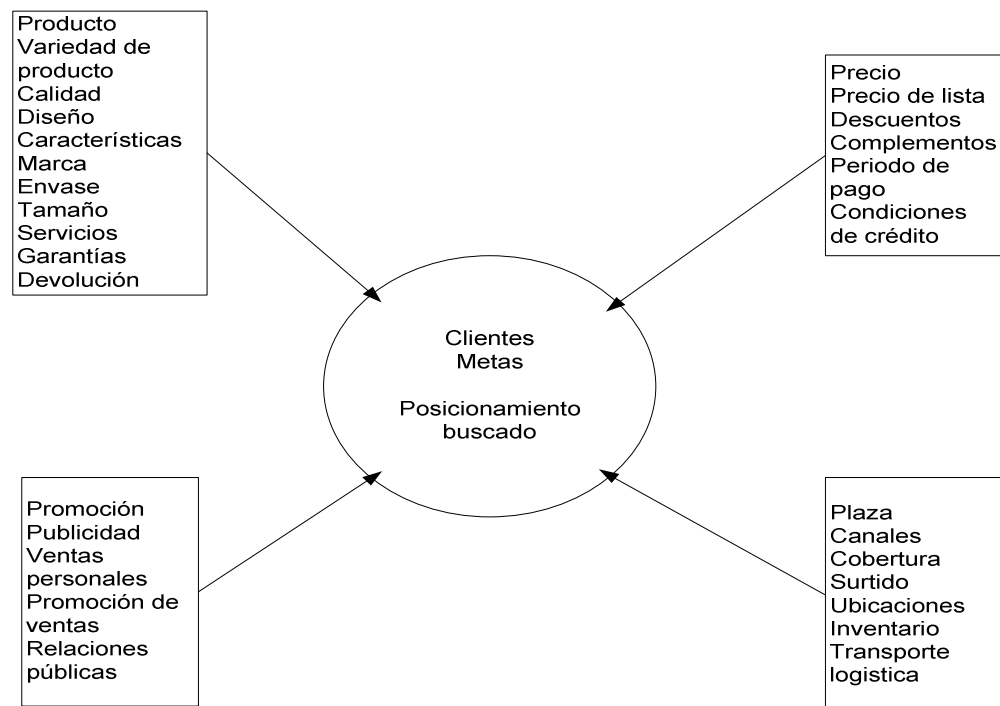 Producto
Variedad de
producto
Calidad
Diseño
Características
Marca
Envase
Tamaño
Servicios
Garantías
Devolución
Precio
Precio de lista
Descuentos
Complementos
Periodo de
pago
Condiciones
de crédito
Clientes
Metas
Posicionamiento
buscado
Promoción
Publicidad
Ventas
personales
Promoción de
ventas
Relaciones
públicas
Plaza
Canales
Cobertura
Surtido
Ubicaciones
Inventario
Transporte
logistica